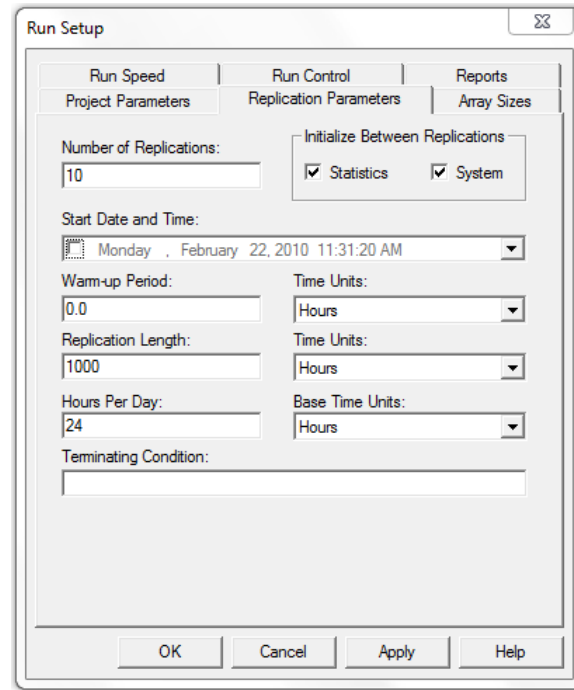 Run Setup
Run Speed Run Control Reports
Project Parameters Replication Parameters Array Sizes
Number of Replications:
Initialize Between Replications
10
Statistics System
Start Date and Time:
Monday , February 22, 2010 11:31:20 AM
Warm-up Period: Time Units:
0.0 Hours
Replication Length: Time Units:
1000 Hours
Hours Per Day: Base Time Units:
24 Hours
Terminating Condition:
OK Cancel Apply Help